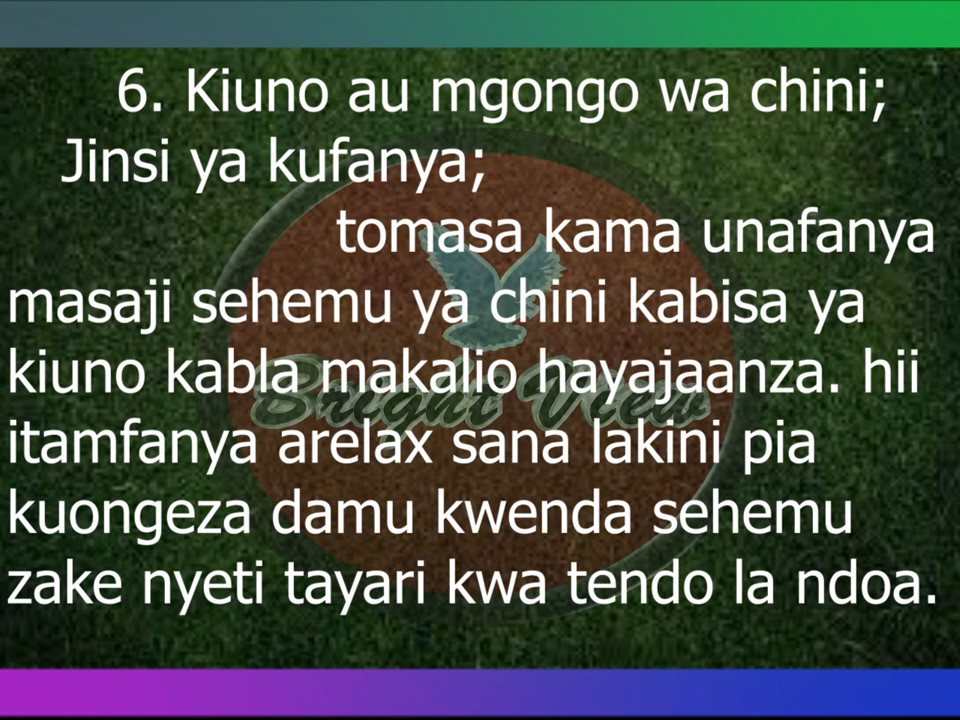 6. Kiuno au mgongo wa chini;
Jinsi ya kufanya;
tomasa kama unafanya
masaji sehemu ya chini kabisa ya
kiuno kabla makalio hayajaanza. hii
itamfanya arelax sana lakini pia
kuongeza damu kwenda sehemu
zake nyeti tayari kwa tendo la ndoa.
Bright View